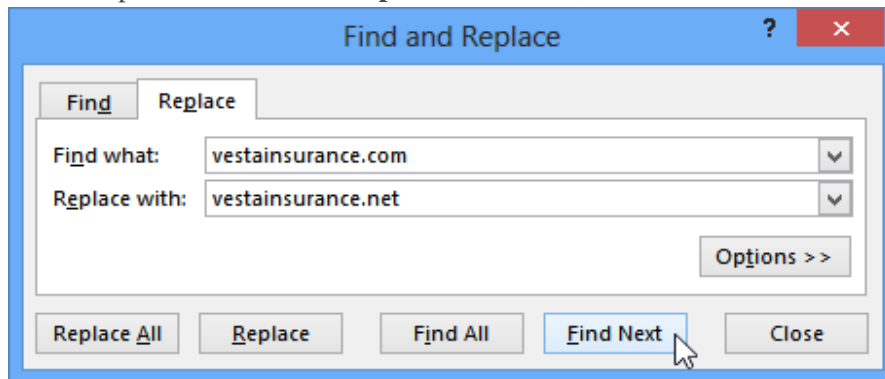 Find and Replace ? ×
Find Replace
Find what: vestainsurance.com
Replace with: vestainsurance.net
Options >>
Replace All Replace Find All Find Next Close